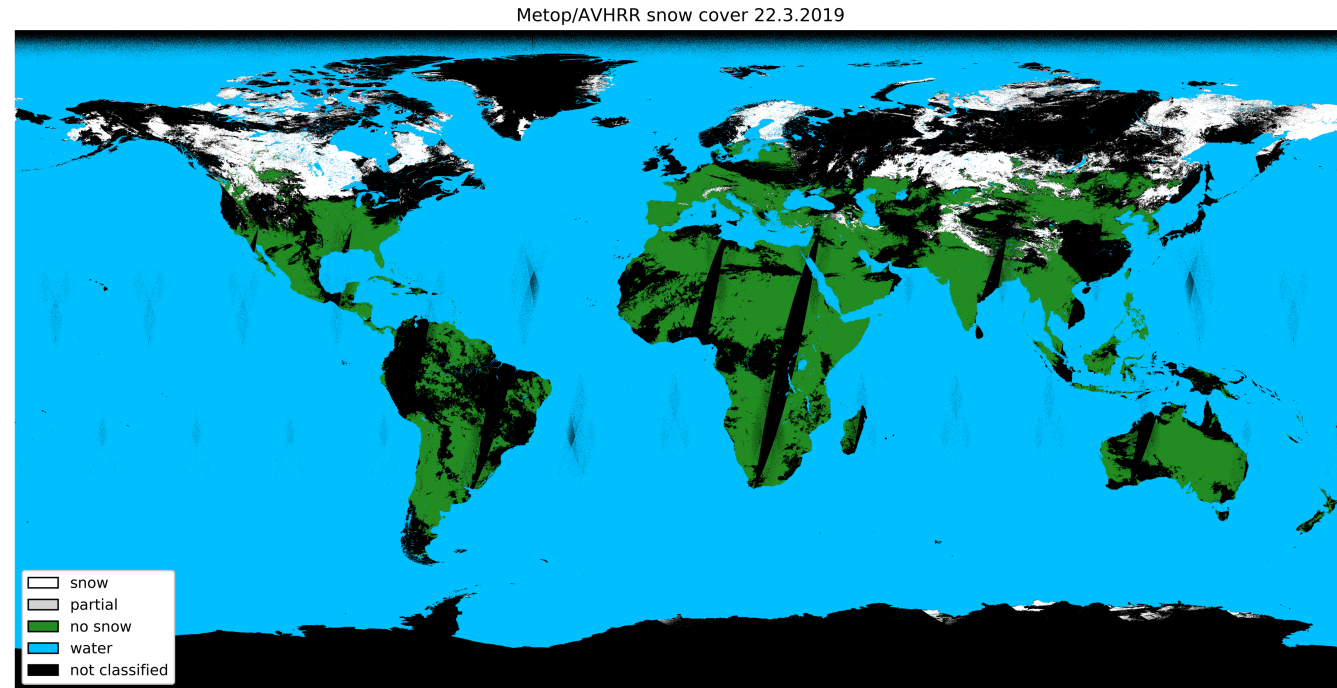 Metop/AVHRR snow cover 22.3.2019
snow
partial
no snow
water
not classified